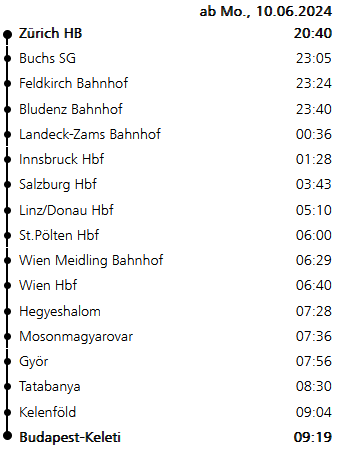 ab Mo., 10.06.2024
Zürich HB 20:40
Buchs SG 23:05
Feldkirch Bahnhof 23:24
Bludenz Bahnhof 23:40
Landeck-Zams Bahnhof 00:36
Innsbruck Hbf 01:28
Salzburg Hbf 03:43
Linz/Donau Hbf 05:10
St.Pölten Hbf 06:00
Wien Meidling Bahnhof 06:29
Wien Hbf 06:40
Hegyeshalom 07:28
Mosonmagyarovar 07:36
Györ 07:56
Tatabanya 08:30
Kelenföld 09:04
Budapest-Keleti 09:19